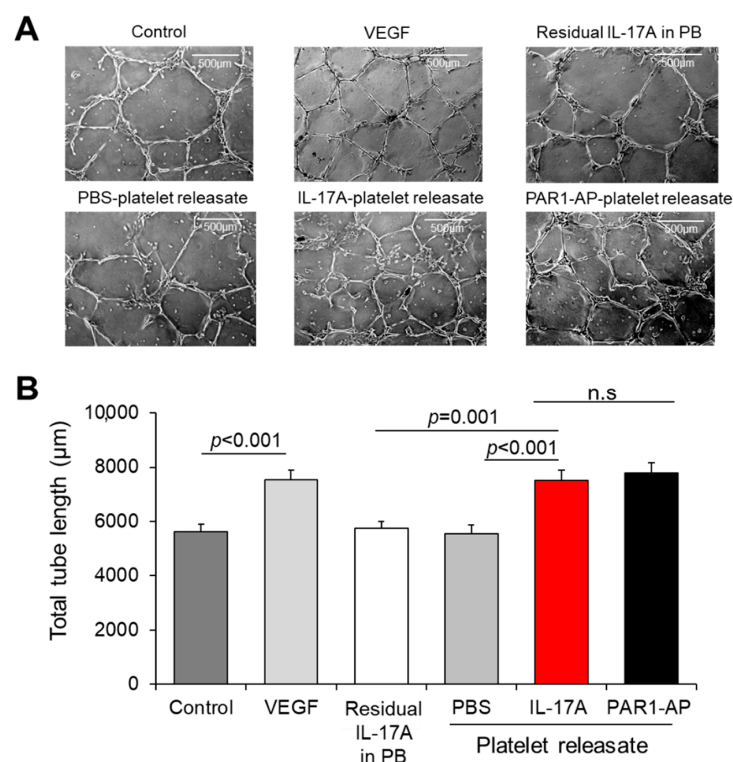 A
Control
VEGF
Residual IL-17A in PB
500μm
500μm
500μm
PBS-platelet releasate
IL-17A-platelet releasate
PAR1-AP-platelet releasate
500μm
500μm
500μm
B
n.s
10,000
p=0.001
p<0.001
p<0.001
8000
6000
4000
2000
0
Total tube length (μm)
Control
VEGF
Residual
IL-17A
in PB
PBS
IL-17A
PAR1-AP
Platelet releasate